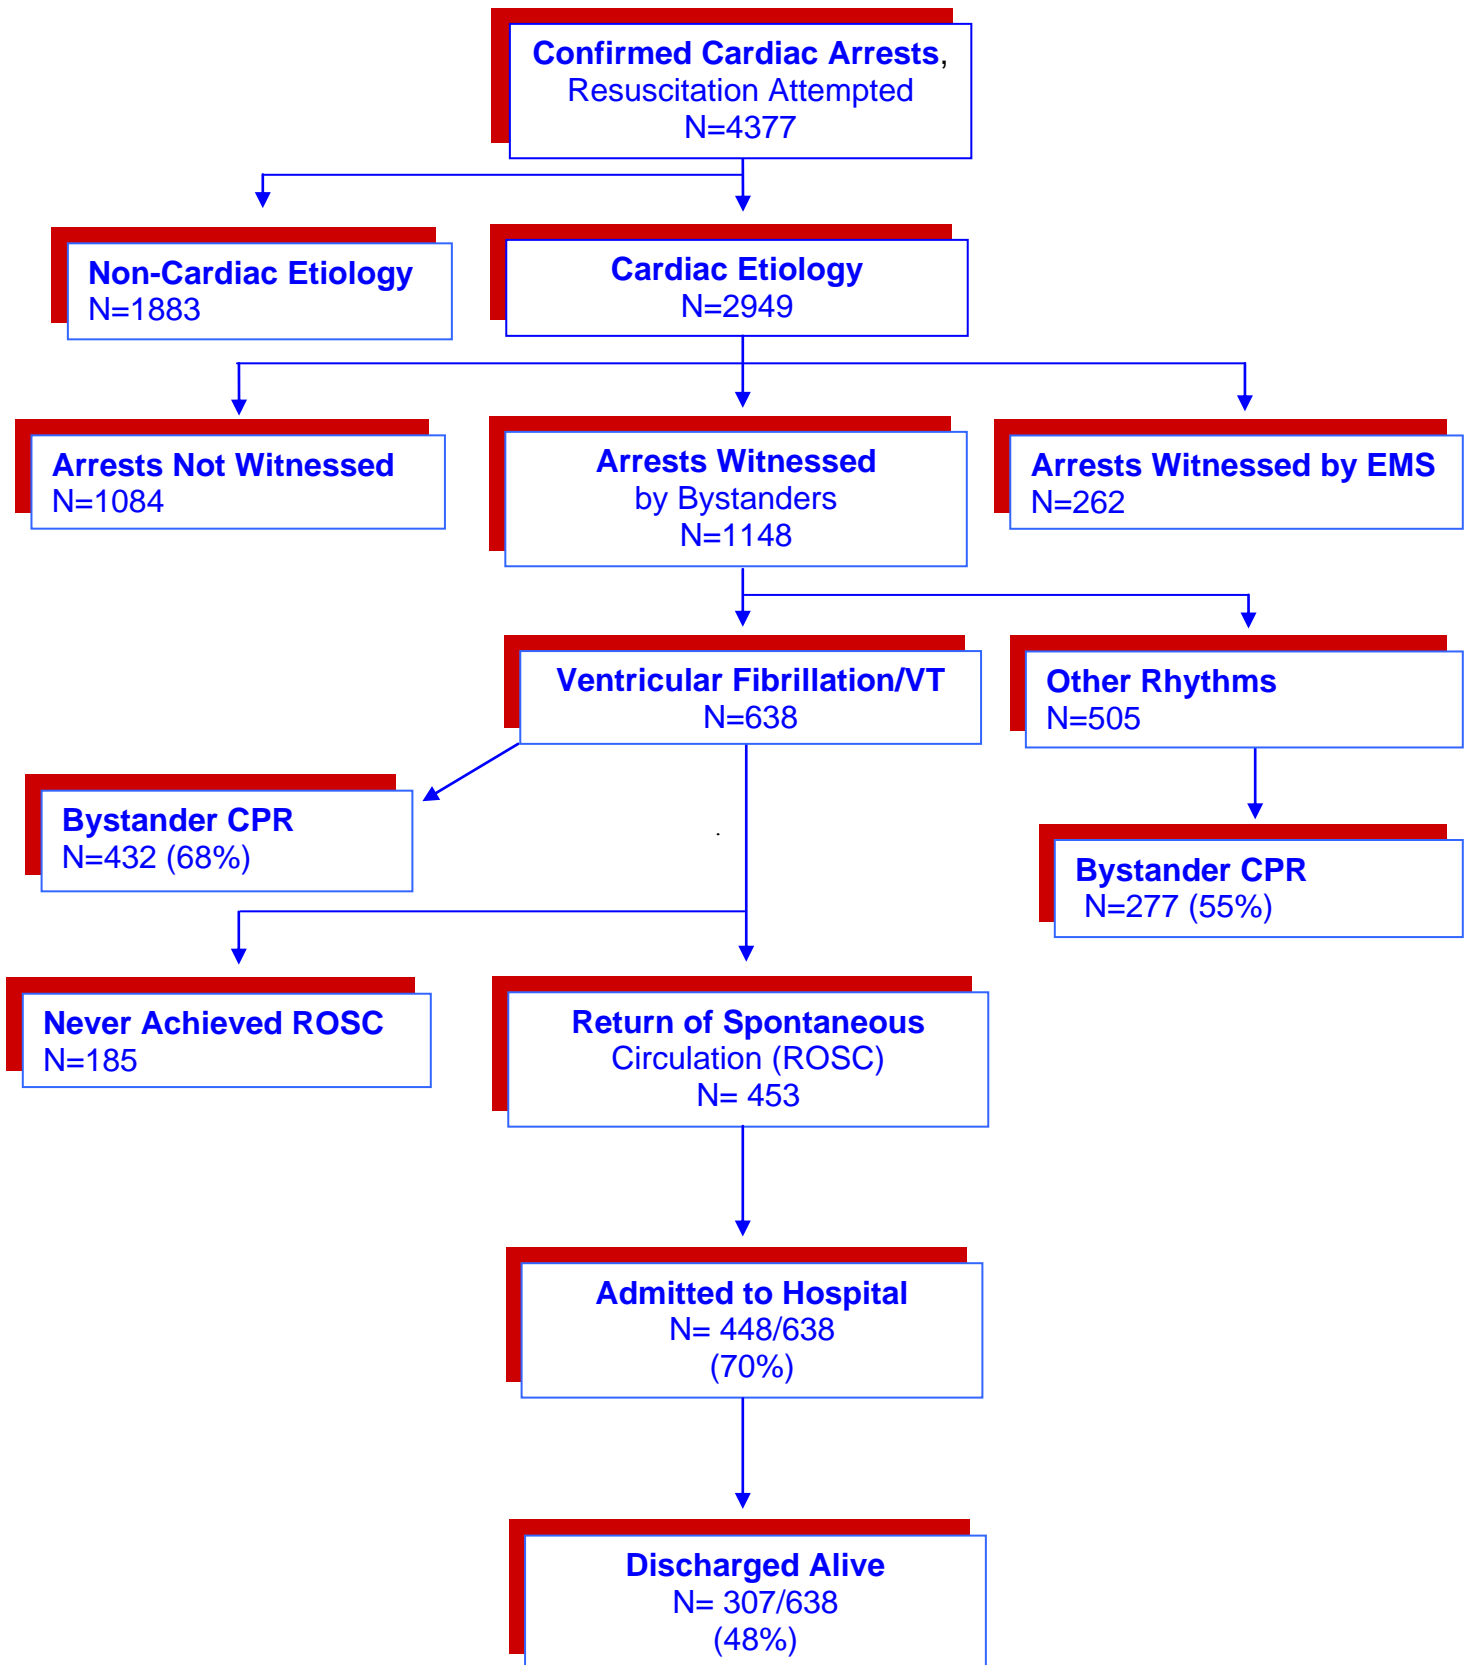 Confirmed Cardiac Arrests,
Resuscitation Attempted
N=4377
Non-Cardiac Etiology
N=1883
Cardiac Etiology
N=2949
Arrests Not Witnessed
N=1084
Arrests Witnessed
by Bystanders
N=1148
Arrests Witnessed by EMS
N=262
Ventricular Fibrillation/VT
N=638
Other Rhythms
N=505
Bystander CPR
N=432 (68%)
Bystander CPR
N=277 (55%)
Never Achieved ROSC
N=185
Return of Spontaneous
Circulation (ROSC)
N= 453
Admitted to Hospital
N= 448/638
(70%)
Discharged Alive
N= 307/638
(48%)